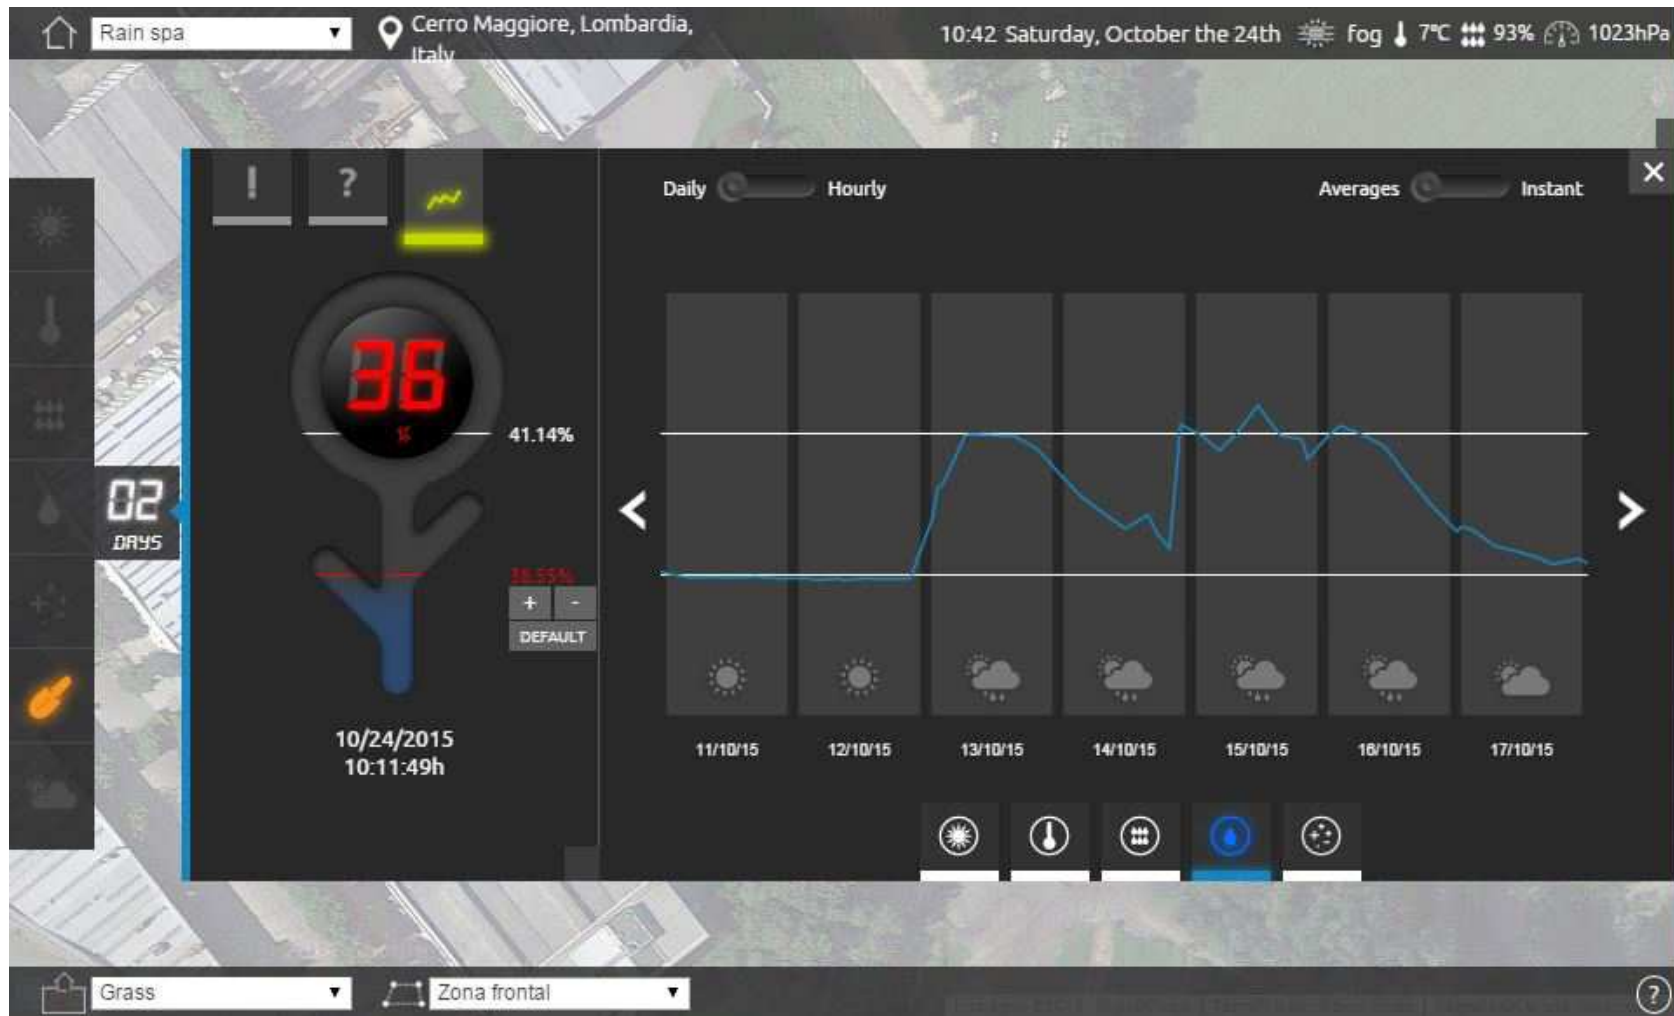 Rain spa
Cerro Maggiore, Lombardia,
Italy
10:42 Saturday, October the 24th fog 7°C 93% 1023hPa
! ?
Daily Hourly
Averages Instant
36
%
41.14%
02
DAYS
+ -
DEFAULT
10/24/2015
10:11:49h
11/10/15 12/10/15 13/10/15 14/10/15 15/10/15 16/10/15 17/10/15
Grass
Zona frontal
?